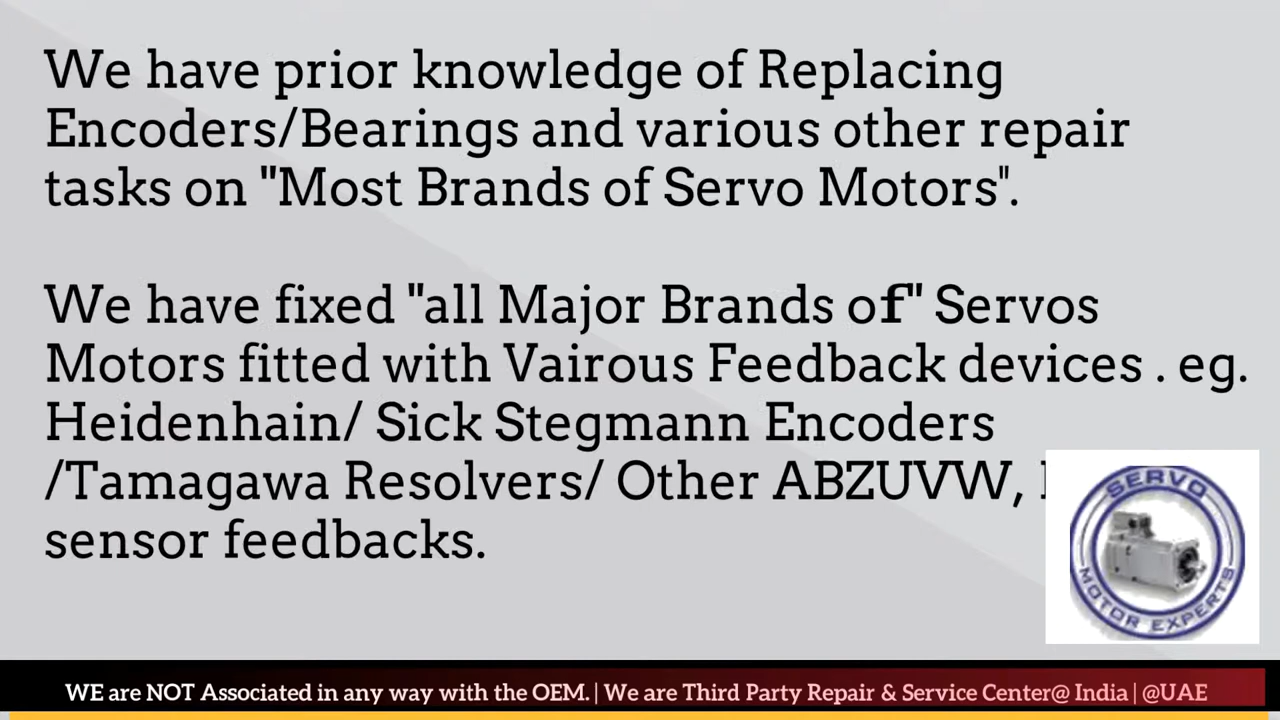 We have prior knowledge of Replacing
Encoders/Bearings and various other repair
tasks on "Most Brands of Servo Motors".
We have fixed "all Major Brands of" Servos
Motors fitted with Vairous Feedback devices . eg.
Heidenhain/ Sick Stegmann Encoders
/Tamagawa Resolvers/ Other ABZUVW,
sensor feedbacks.
SERVO
MOTOR EXPERTS
WE are NOT Associated in any way with the OEM. | We are Third Party Repair & Service Center@ India | @UAE